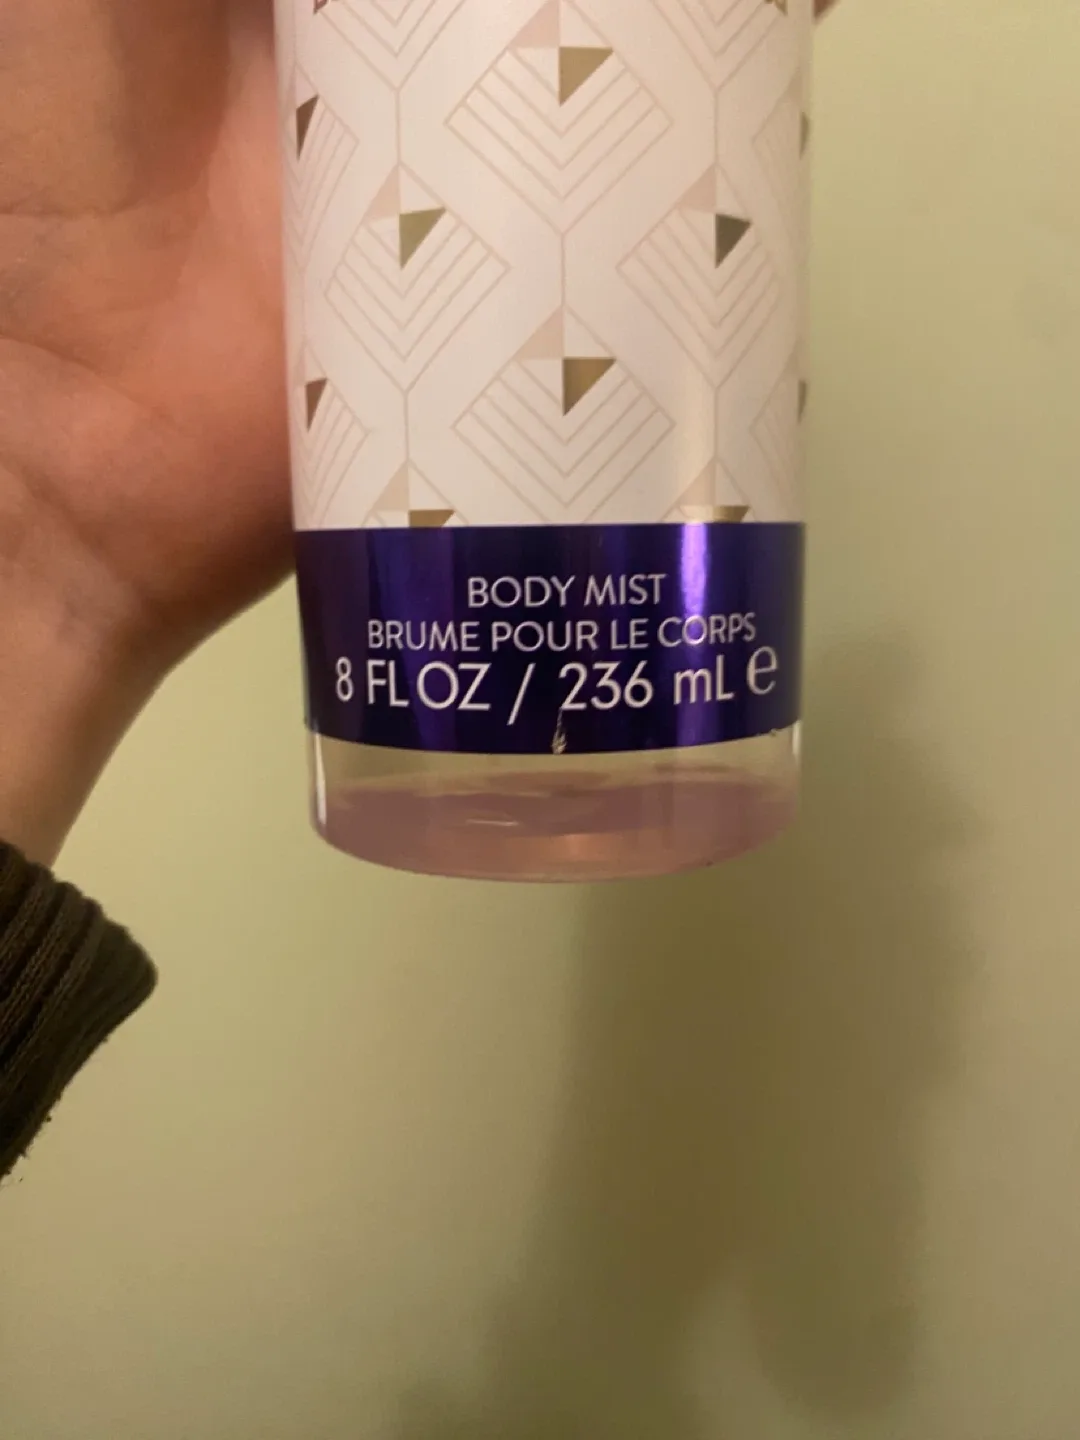 BODY MIST
BRUME POUR LE CORPS
8 FL OZ / 236 mL e